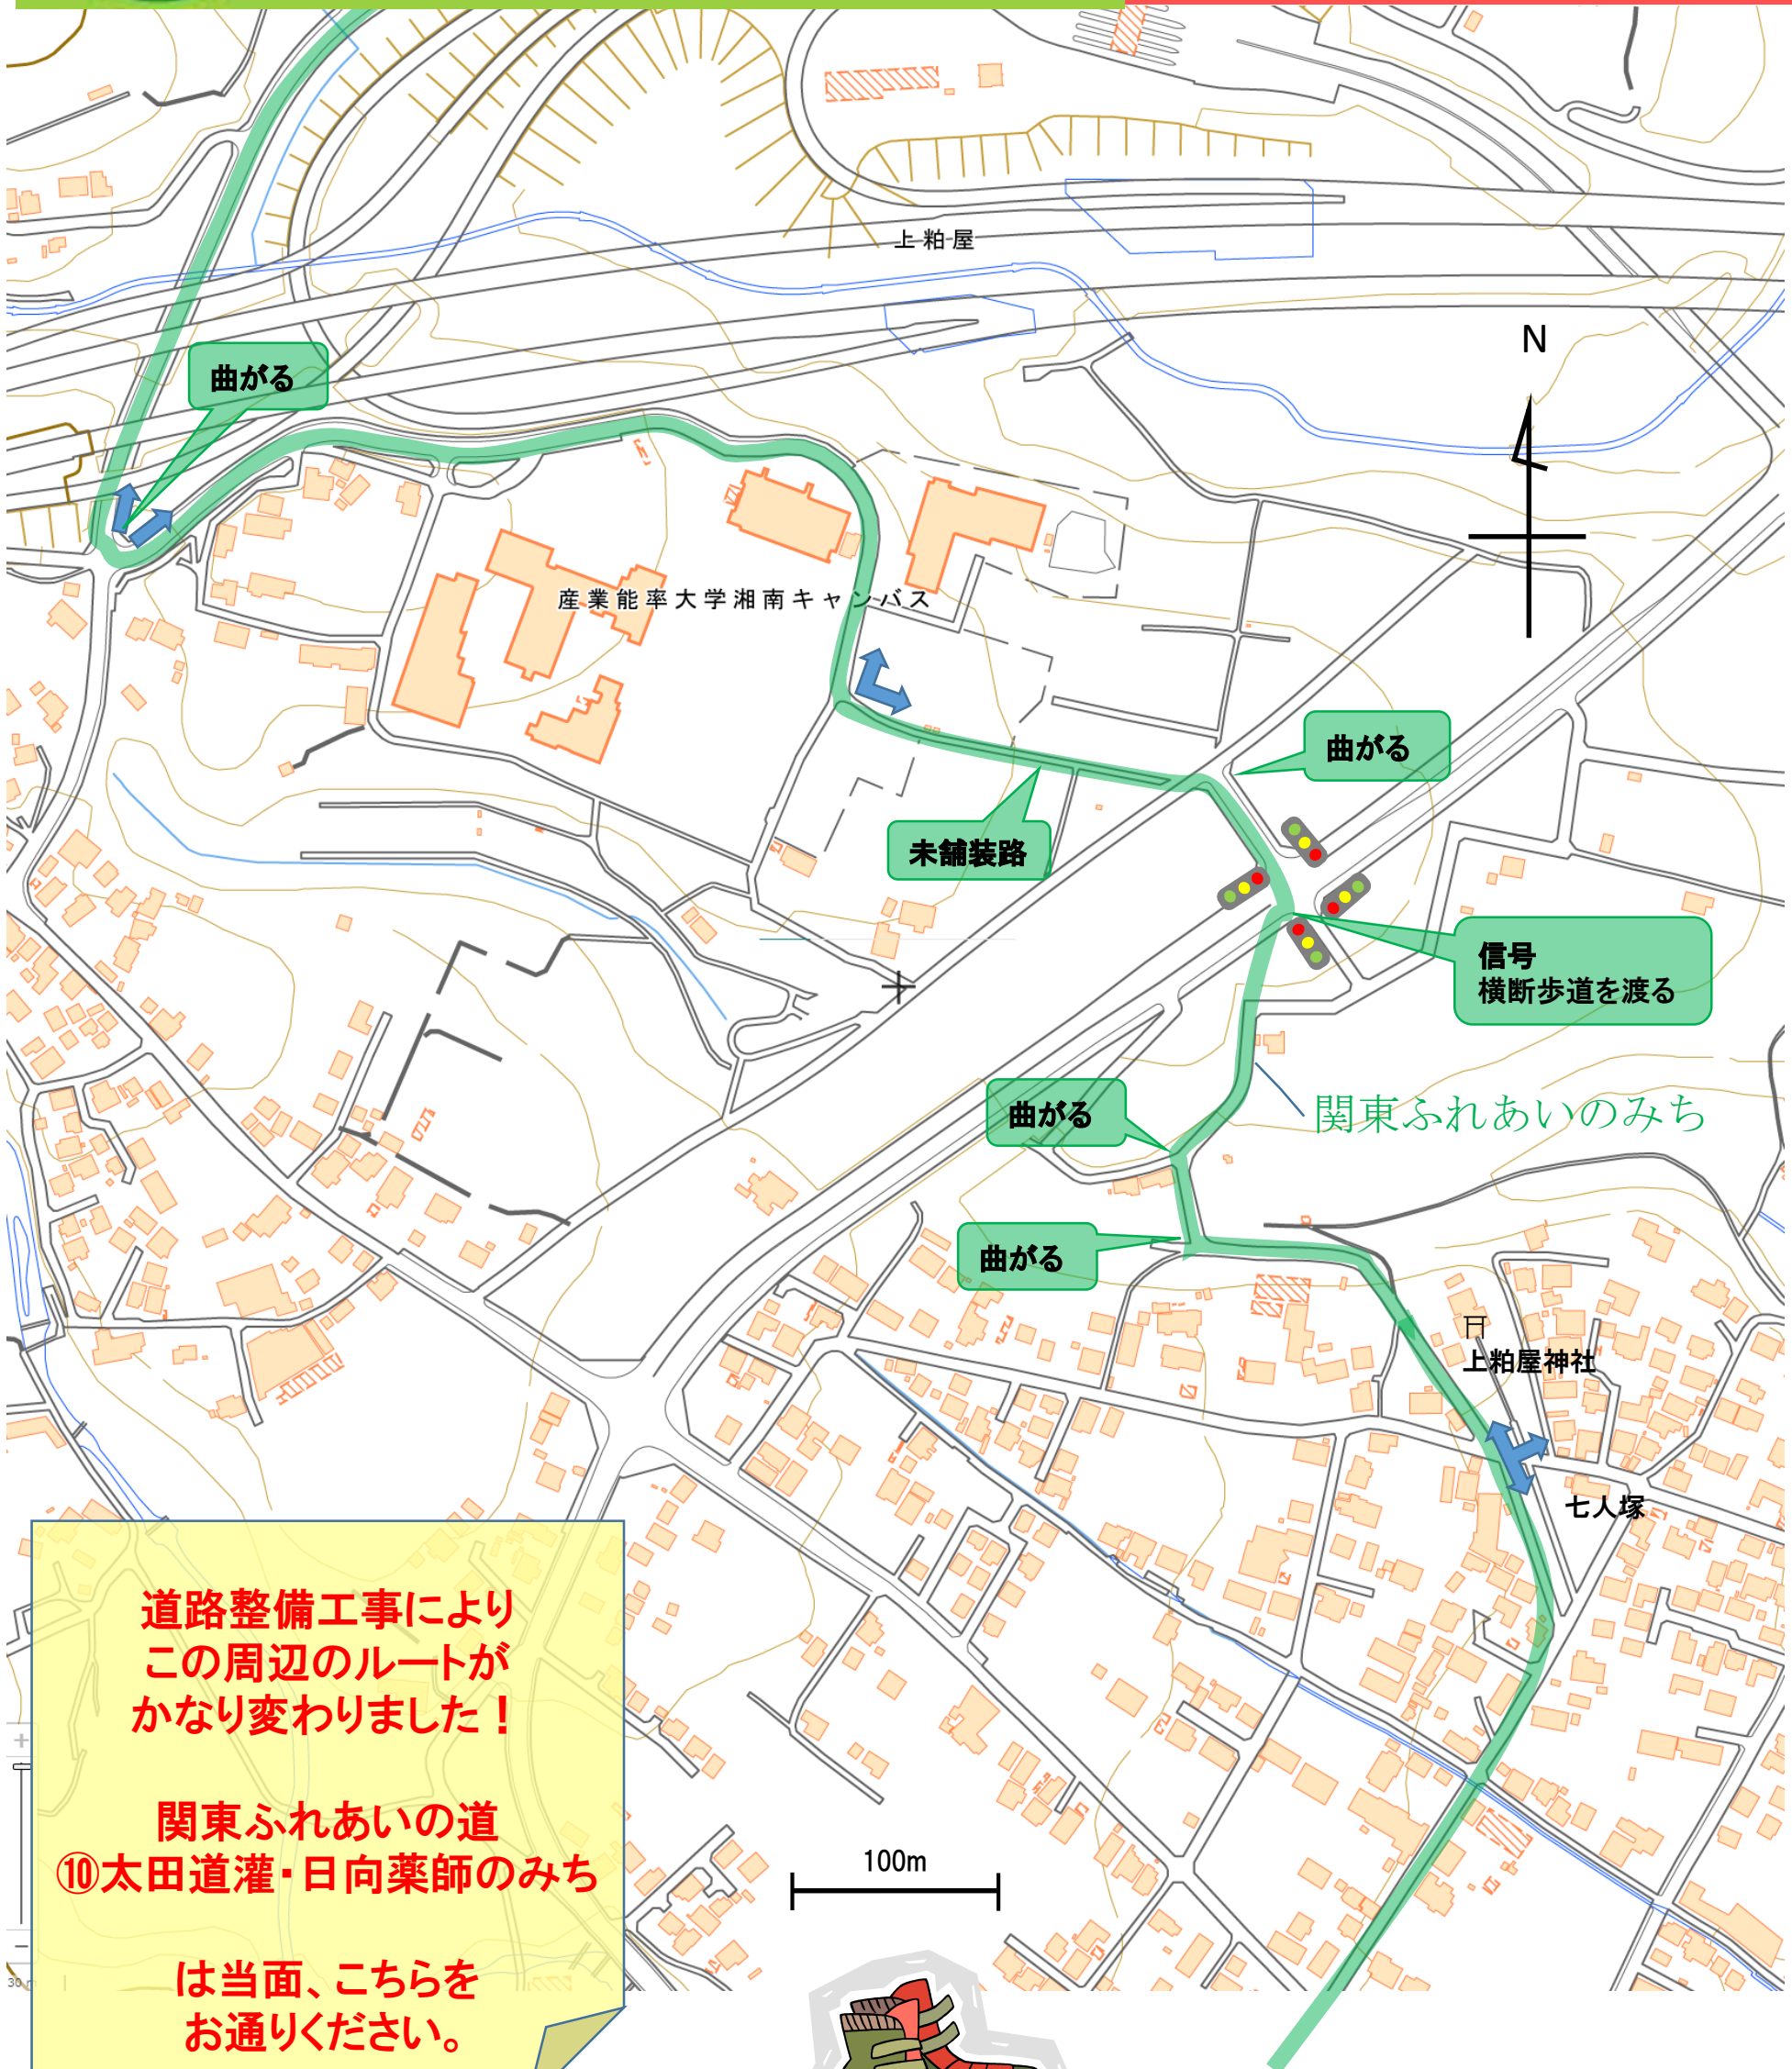 上粕屋
N
曲がる
産業能率大学湘南キャンパス
曲がる
未舗装路
信号
横断歩道を渡る
関東ふれあいのみち
曲がる
曲がる
上粕屋神社
七人塚
道路整備工事により
この周辺のルートが
かなり変わりました！
関東ふれあいの道
⑩太田道灌・日向薬師のみち
は当面、こちらを
お通りください。
100m
+
−